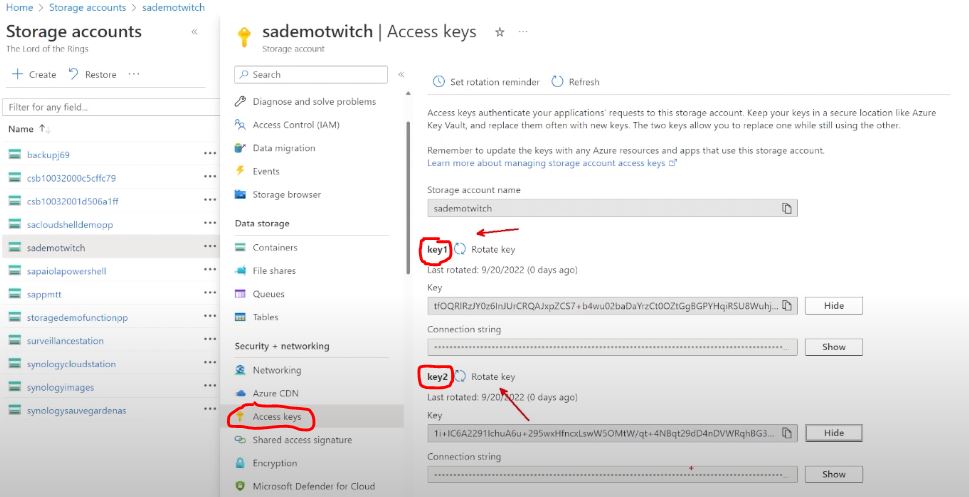 Home > Storage accounts > sademotwitch
Storage accounts
The Lord of the Rings
Create Restore ...
Filter for any field...
Name ↑↓
backupj69
csb10032000c5cffc79
csb10032001d506a1ff
sacloudshelldemopp
sademotwitch
sapaiolapowershell
sappmtt
storagedemofunctionpp
surveillancestation
synologycloudstation
synologyimages
synologysauvegardenas
sademotwitch | Access keys
Storage account
Search
Diagnose and solve problems
Access Control (IAM)
Data migration
Events
Storage browser
Data storage
Containers
File shares
Queues
Tables
Security + networking
Networking
Azure CDN
Access keys
Shared access signature
Encryption
Microsoft Defender for Cloud
Set rotation reminder Refresh
Access keys authenticate your applications' requests to this storage account. Keep your keys in a secure location like Azure
Key Vault, and replace them often with new keys. The two keys allow you to replace one while still using the other.
Remember to update the keys with any Azure resources and apps that use this storage account.
Learn more about managing storage account access keys
Storage account name
sademotwitch
key1 Rotate key
Last rotated: 9/20/2022 (0 days ago)
Key
Hide
Connection string
Show
key2 Rotate key
Last rotated: 9/20/2022 (0 days ago)
Key
Hide
Connection string
Show